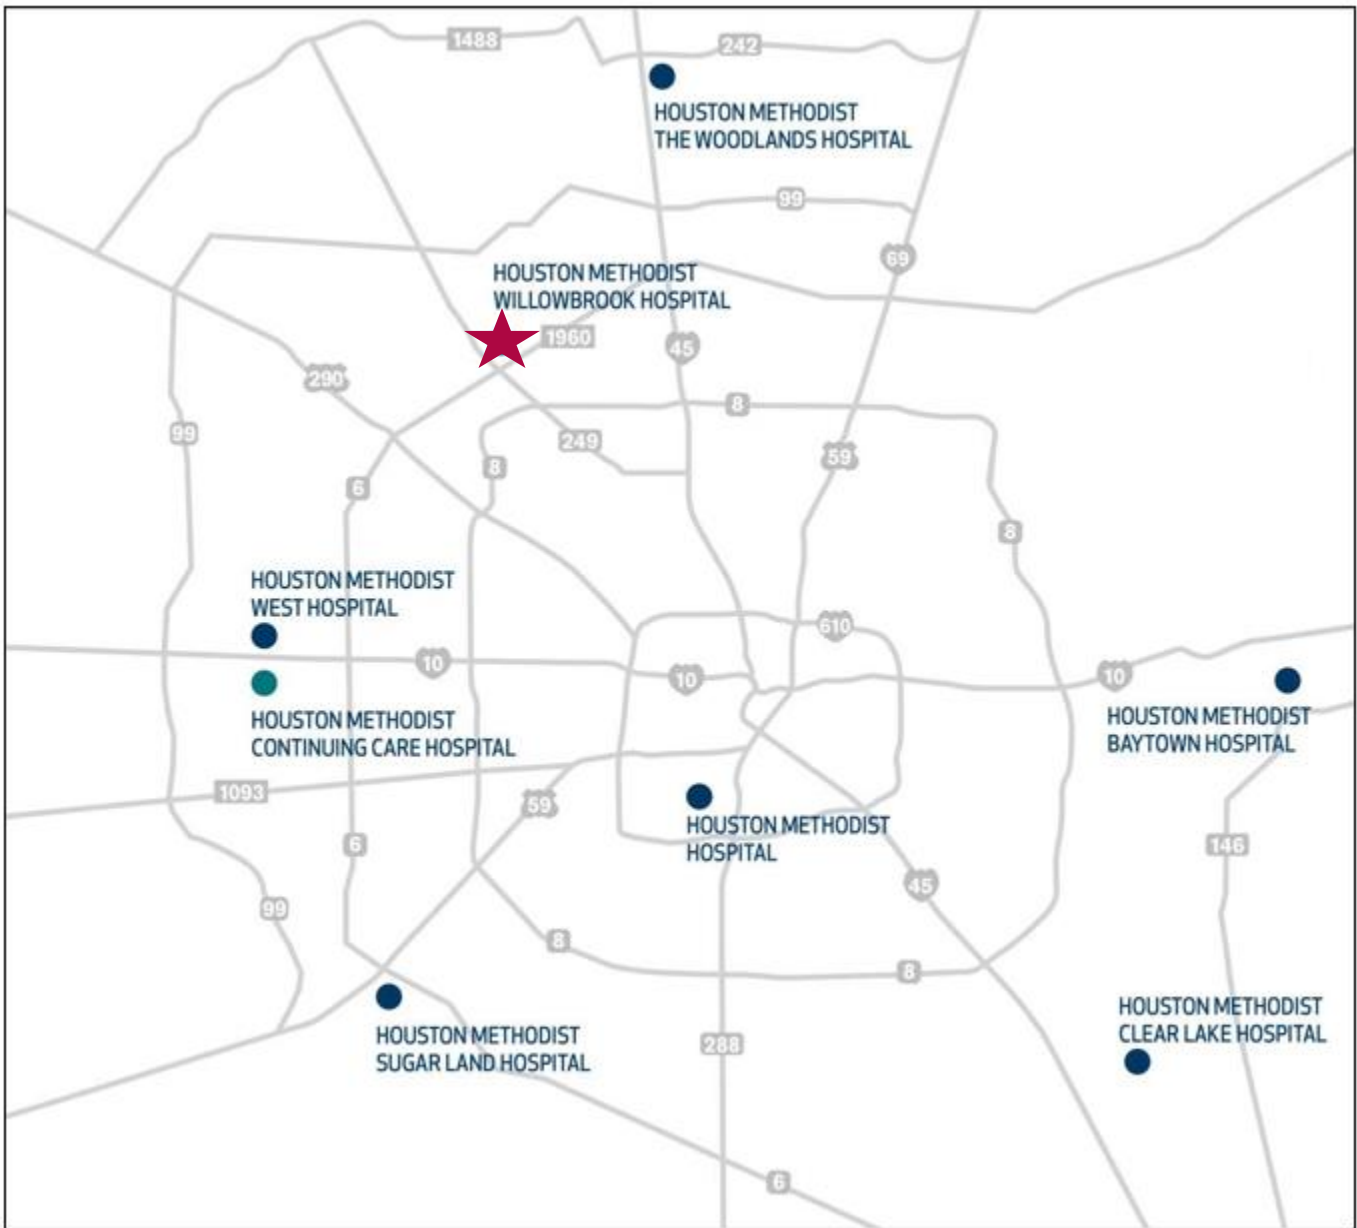 1488
242
HOUSTON METHODIST
THE WOODLANDS HOSPITAL
99
69
HOUSTON METHODIST
WILLOWBROOK HOSPITAL
1960
45
290
8
99
249
59
8
6
8
HOUSTON METHODIST
WEST HOSPITAL
610
10
10
10
HOUSTON METHODIST
CONTINUING CARE HOSPITAL
HOUSTON METHODIST
BAYTOWN HOSPITAL
1093
59
HOUSTON METHODIST
HOSPITAL
6
146
45
99
8
8
HOUSTON METHODIST
CLEAR LAKE HOSPITAL
HOUSTON METHODIST
SUGAR LAND HOSPITAL
288
6